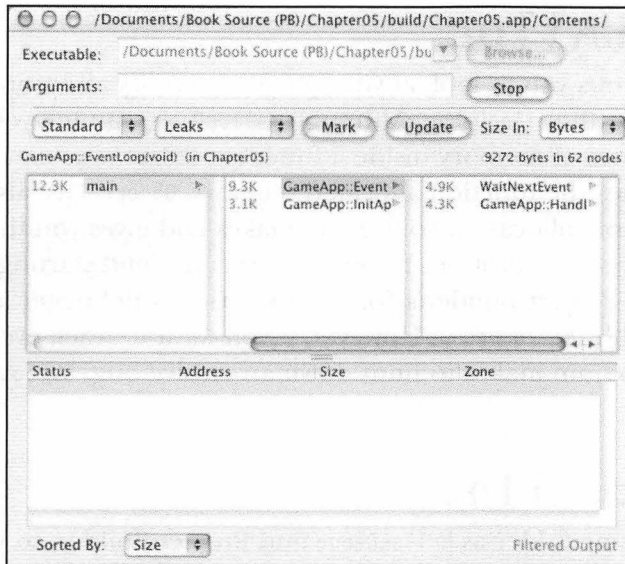 /Documents/Book Source (PB)/Chapter05/build/Chapter05.app/Contents/
Executable: /Documents/Book Source (PB)/Chapter05/bu Browse...
Arguments: Stop
Standard Leaks Mark Update Size In: Bytes
GameApp::EventLoop(void) (in Chapter05) 9272 bytes in 62 nodes
12.3K main 9.3K GameApp::Event 4.9K WaitNextEvent
3.1K GameApp::InitAp 4.3K GameApp::Handl
Status Address Size Zone
Sorted By: Size Filtered Output